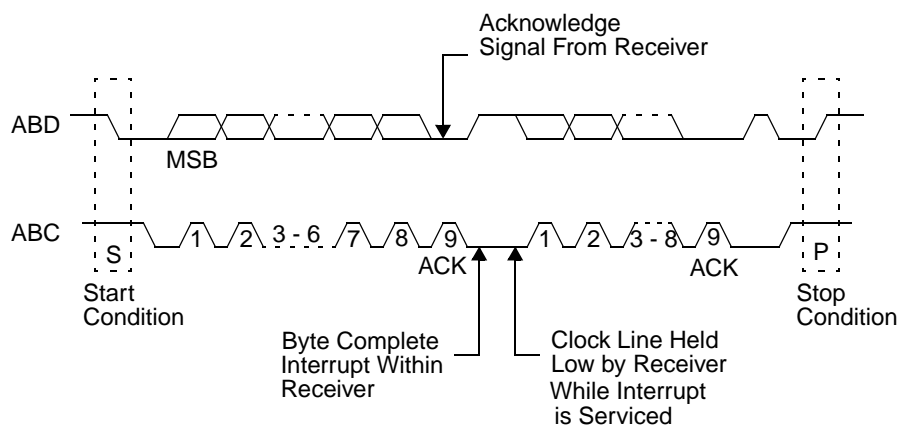 Acknowledge
Signal From Receiver
ABD
MSB
ABC
S
1
2
3 - 6
7
8
9
ACK
1
2
3 - 8
9
ACK
P
Start
Condition
Stop
Condition
Byte Complete
Interrupt Within
Receiver
Clock Line Held
Low by Receiver
While Interrupt
is Serviced